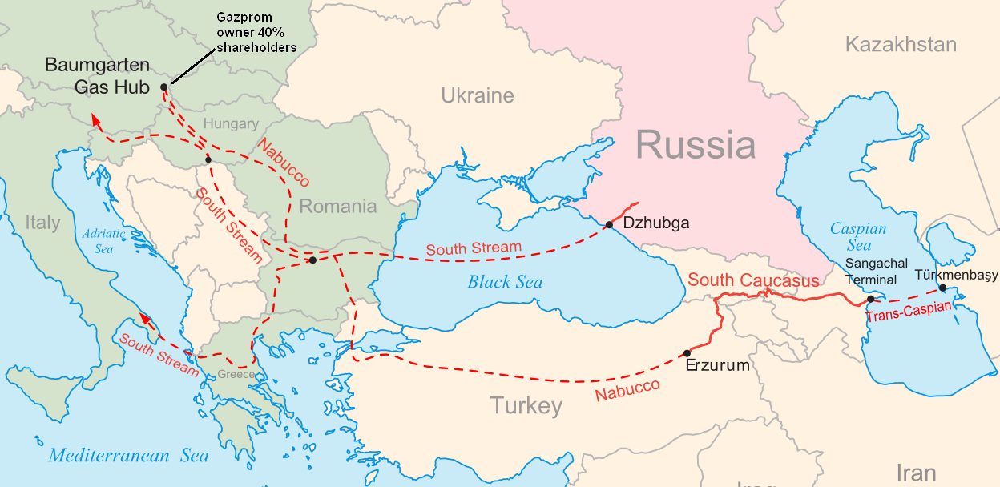 Gazprom
owner 40%
shareholders
Baumgarten
Gas Hub
Kazakhstan
Ukraine
Hungary
Russia
Nabucco
South Stream
Romania
Italy
Adriatic
Sea
Dzhubga
South Stream
Black Sea
Caspian
Sea
Sangachal
Terminal
Türkmenbaşy
South Caucasus
Trans-Caspian
South Stream
Greece
Erzurum
Nabucco
Turkey
Mediterranean Sea
Iran
Iraq